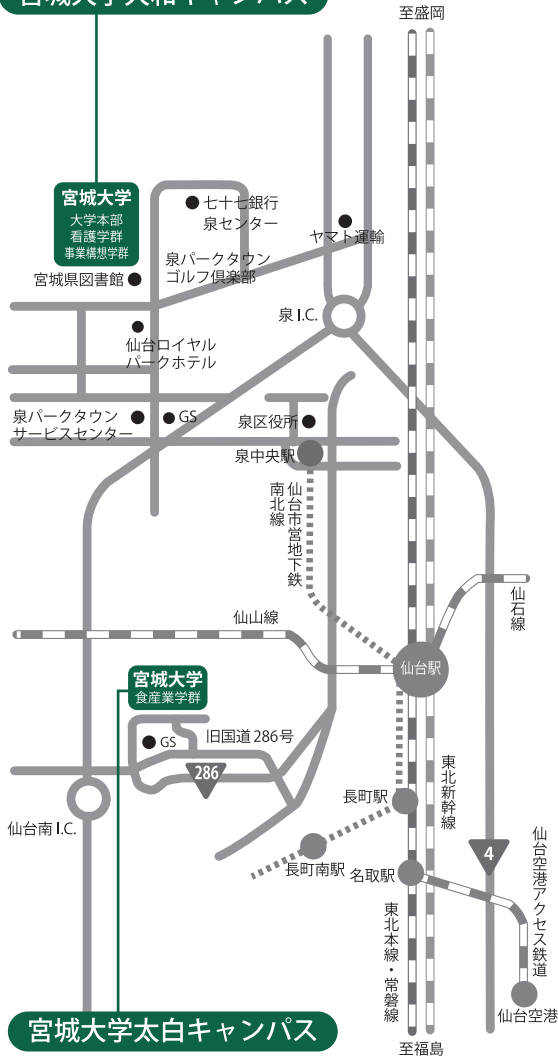 宮城大学大和キャンパス
至盛岡
宮城大学
大学本部
看護学群
事業構想学群
七十七銀行
泉センター
ヤマト運輸
泉パークタウン
ゴルフ倶楽部
宮城県図書館
泉 I.C.
仙台ロイヤル
パークホテル
泉パークタウン
サービスセンター
GS
泉区役所
泉中央駅
仙台市営地下鉄
南北線
仙石線
仙山線
仙台駅
宮城大学
食産業学群
GS
旧国道 286号
286
東北新幹線
長町駅
仙台南 I.C.
長町南駅
名取駅
4
仙台空港アクセス鉄道
東北本線・常磐線
仙台空港
宮城大学太白キャンパス
至福島